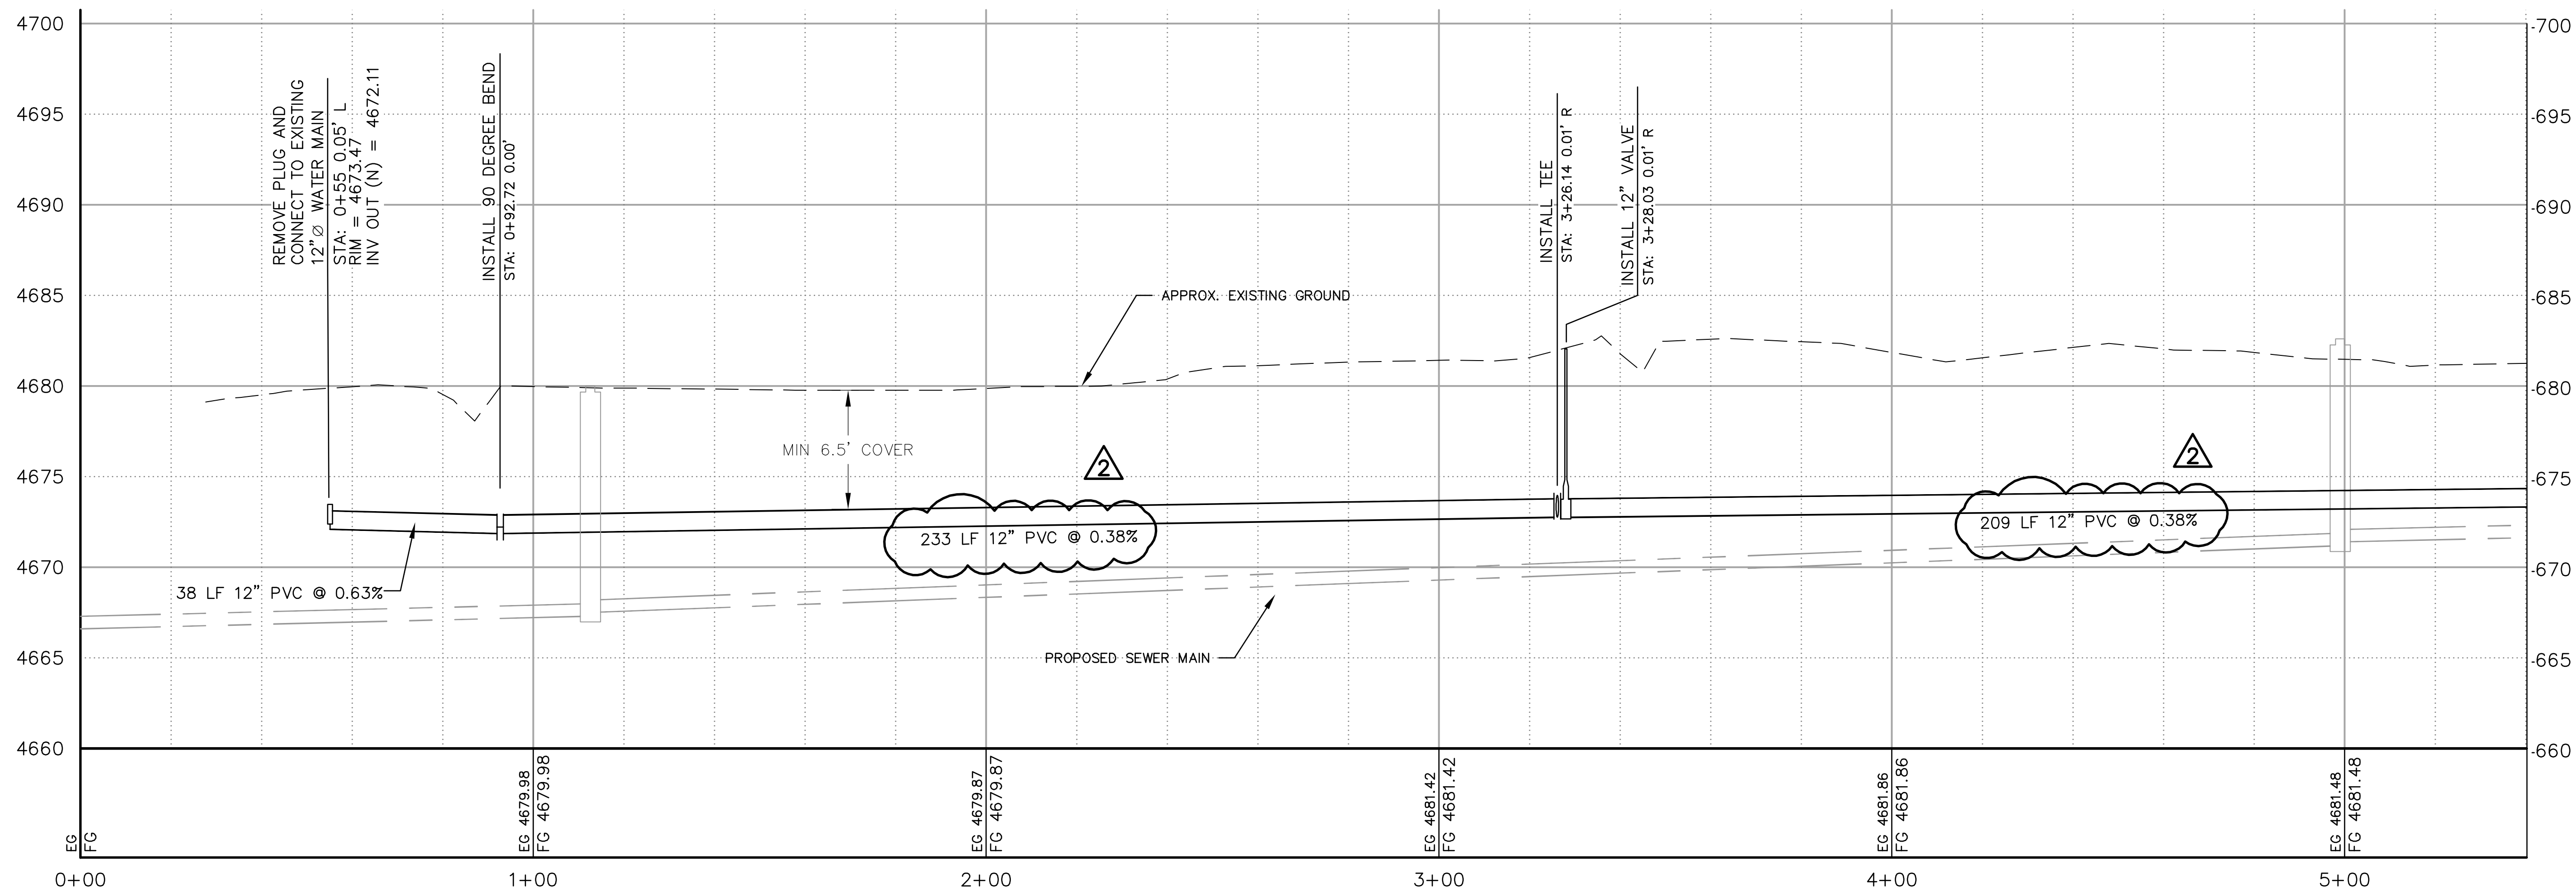 4700
4695
4690
4685
4680
4675
4670
4665
4660
REMOVE PLUG AND
CONNECT TO EXISTING
12"Ø WATER MAIN
STA: 0+55 0.05' L
RIM = 4673.47
INV OUT (N) = 4672.11
INSTALL 90 DEGREE BEND
STA: 0+92.72 0.00'
INSTALL TEE
STA: 3+26.14 0.01' R
INSTALL 12" VALVE
STA: 3+28.03 0.01' R
APPROX. EXISTING GROUND
MIN 6.5' COVER
2
2
233 LF 12" PVC @ 0.38%
209 LF 12" PVC @ 0.38%
38 LF 12" PVC @ 0.63%
PROPOSED SEWER MAIN
-700
-695
-690
-685
-680
-675
-670
-665
-660
EG
FG
EG 4679.98
FG 4679.98
EG 4679.87
FG 4679.87
EG 4681.42
FG 4681.42
EG 4681.86
FG 4681.86
EG 4681.48
FG 4681.48
0+00
1+00
2+00
3+00
4+00
5+00